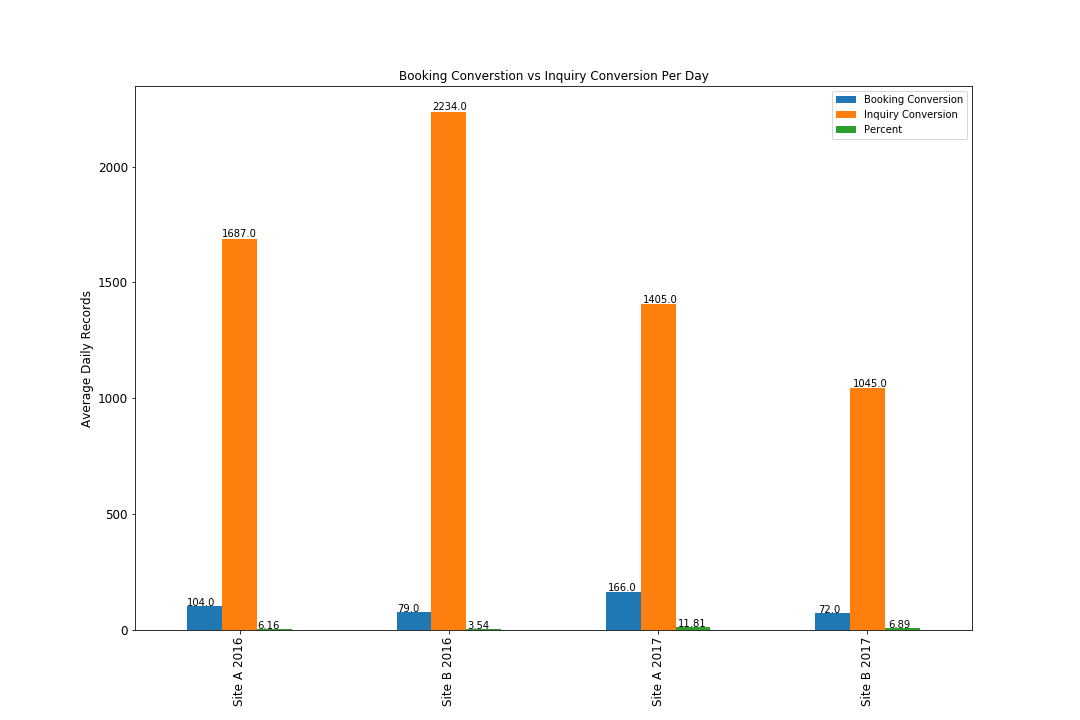 Booking Converstion vs Inquiry Conversion Per Day
Booking Conversion
Inquiry Conversion
Percent
Average Daily Records
2000
1500
1000
500
0
104.0
1687.0
6.16
79.0
2234.0
3.54
166.0
1405.0
11.81
72.0
1045.0
6.89
Site A 2016
Site B 2016
Site A 2017
Site B 2017